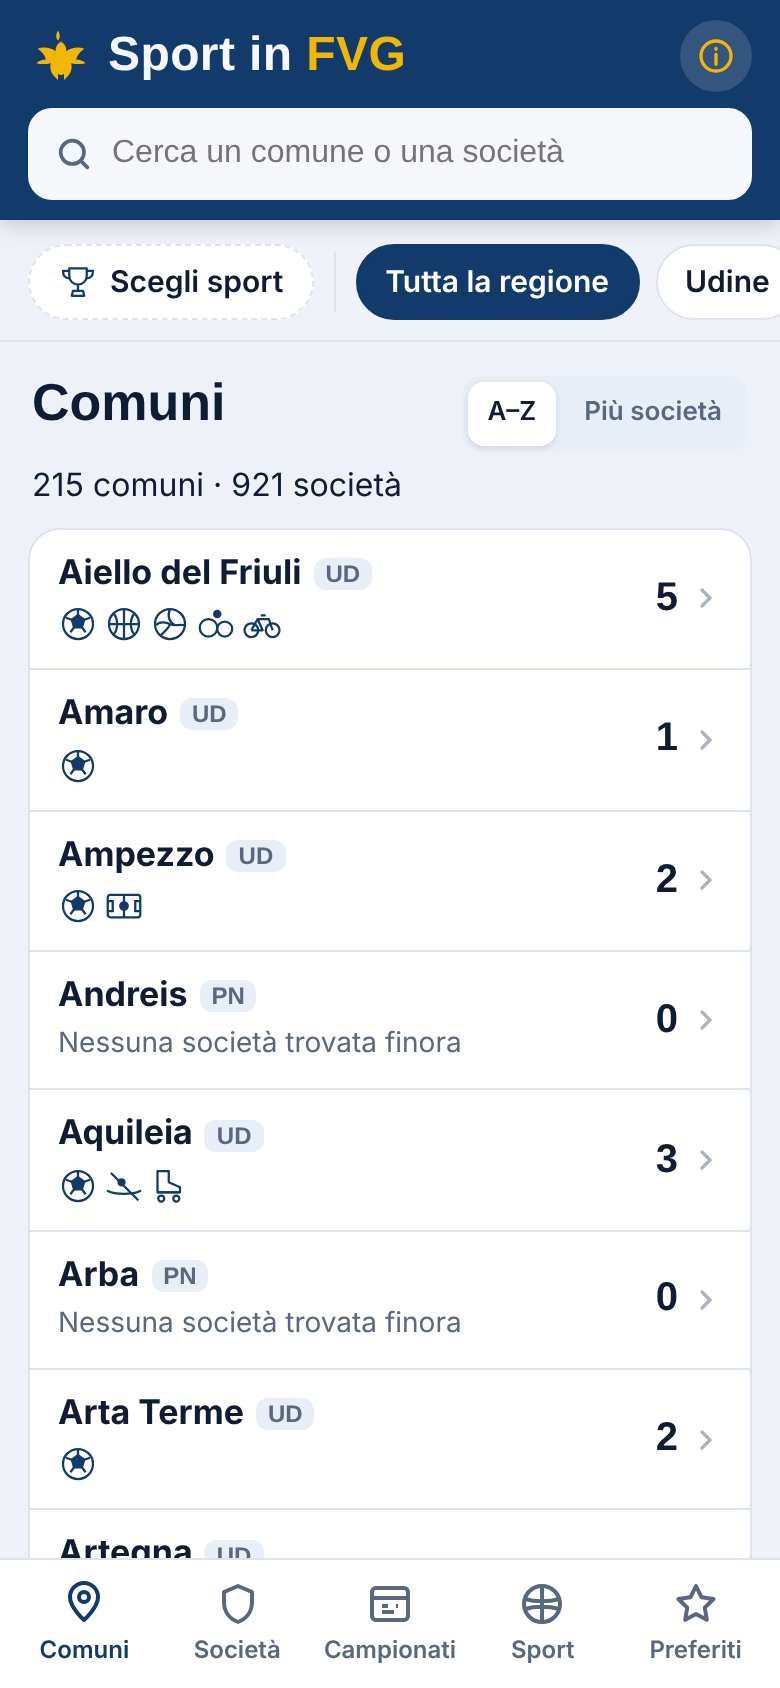 Sport in FVG
Cerca un comune o una società
Scegli sport
Tutta la regione
Udine
Comuni
A–Z
Più società
215 comuni · 921 società
Aiello del Friuli UD
5
Amaro UD
1
Ampezzo UD
2
Andreis PN
Nessuna società trovata finora
0
Aquileia UD
3
Arba PN
Nessuna società trovata finora
0
Arta Terme UD
2
Artegna UD
Comuni
Società
Campionati
Sport
Preferiti